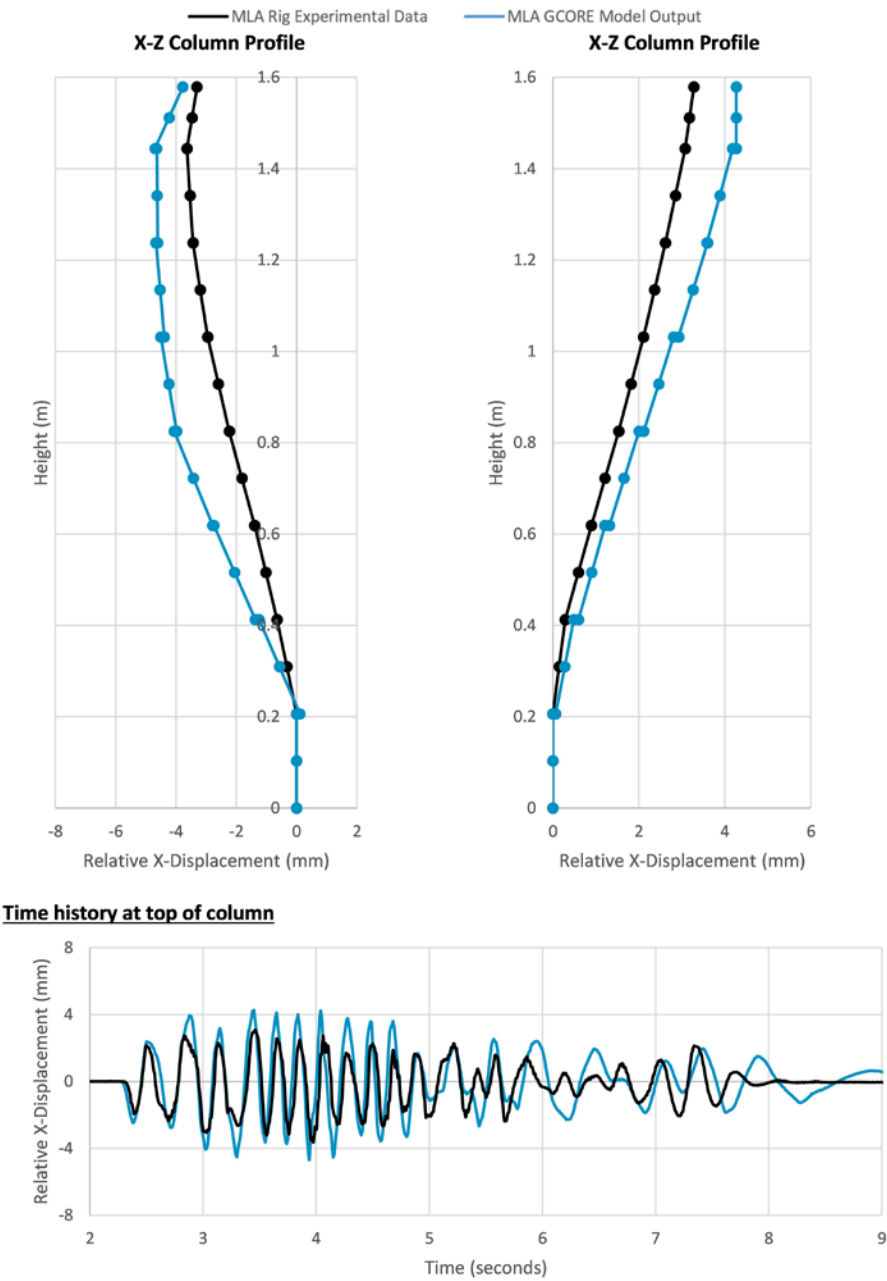 MLA Rig Experimental Data MLA GCORE Model Output
X-Z Column Profile X-Z Column Profile
1.6 1.6
1.4 1.4
1.2 1.2
1 1
0.8 0.8
0.6 0.6
0.4 0.4
0.2 0.2
0 0
Height (m) Height (m)
-8 -6 -4 -2 0 2 0 2 4 6
Relative X-Displacement (mm) Relative X-Displacement (mm)
Time history at top of column
8
4
0
-4
-8
Relative X-Displacement (mm)
2 3 4 5 6 7 8 9
Time (seconds)